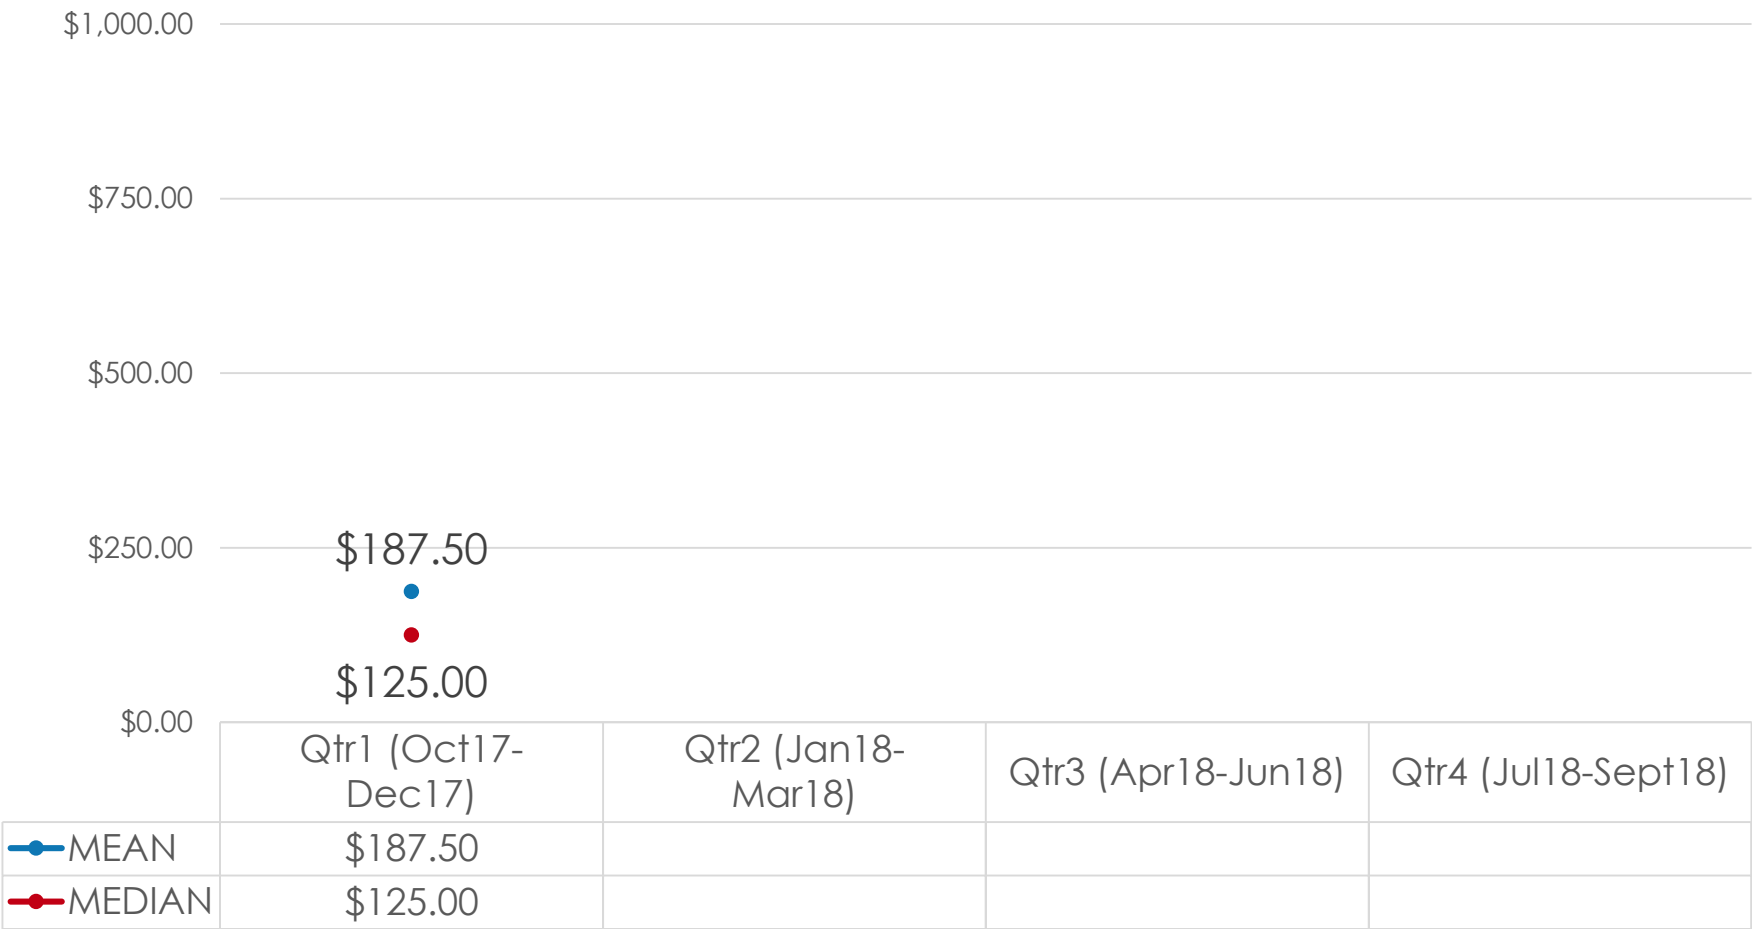 $1,000.00
$750.00
$500.00
$250.00
$187.50
$125.00
$0.00
Qtr1 (Oct17-
Dec17)
Qtr2 (Jan18-
Mar18)
Qtr3 (Apr18-Jun18)
Qtr4 (Jul18-Sept18)
MEAN $187.50
MEDIAN $125.00